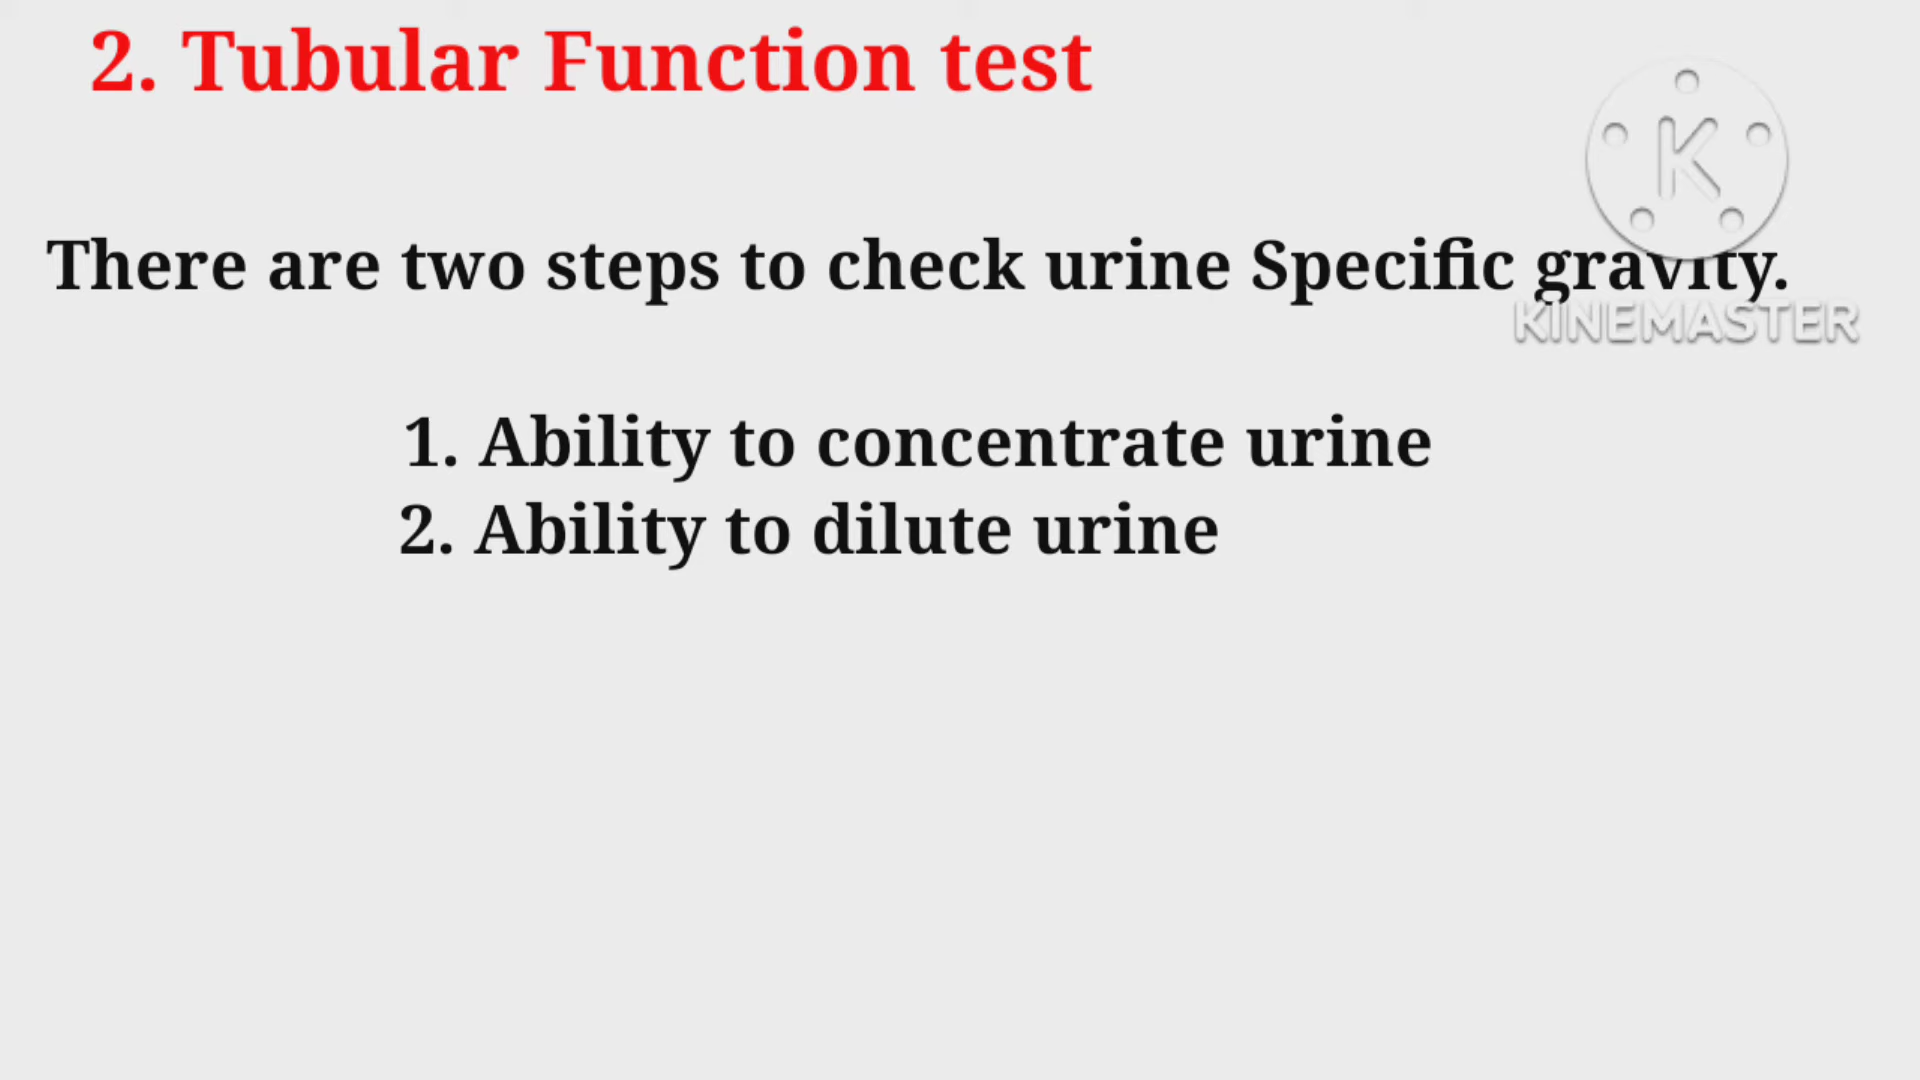 2. Tubular Function test
There are two steps to check urine Specific gravity.
KINEMASTER
1. Ability to concentrate urine
2. Ability to dilute urine